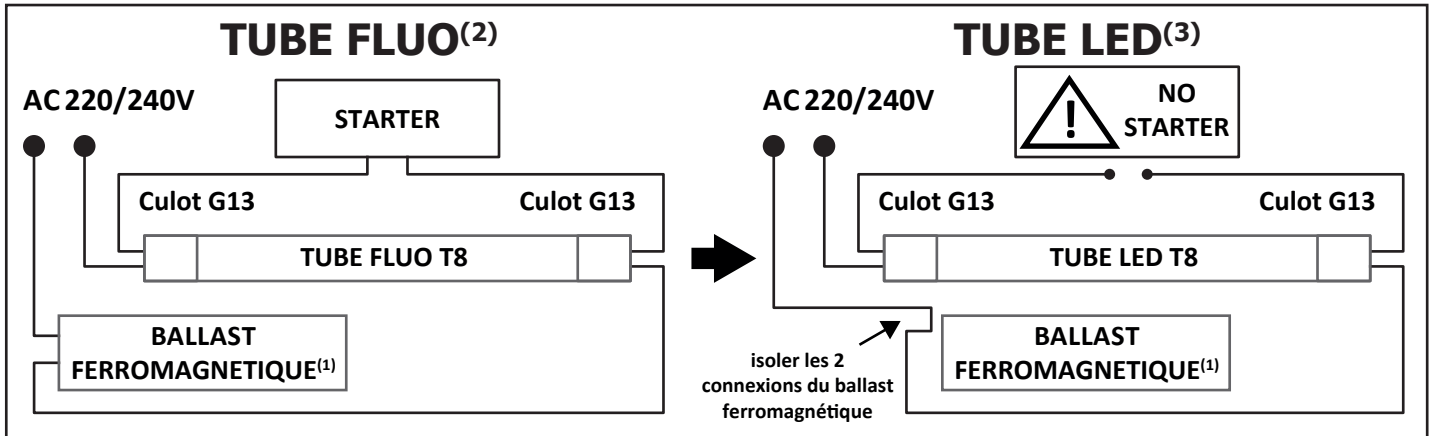 TUBE FLUO(2)
AC 220/240V
STARTER
Culot G13
Culot G13
TUBE FLUO T8
BALLAST
FERROMAGNETIQUE(1)
TUBE LED(3)
AC 220/240V
!
NO
STARTER
Culot G13
Culot G13
TUBE LED T8
isoler les 2
connexions du ballast
ferromagnétique
BALLAST
FERROMAGNETIQUE(1)